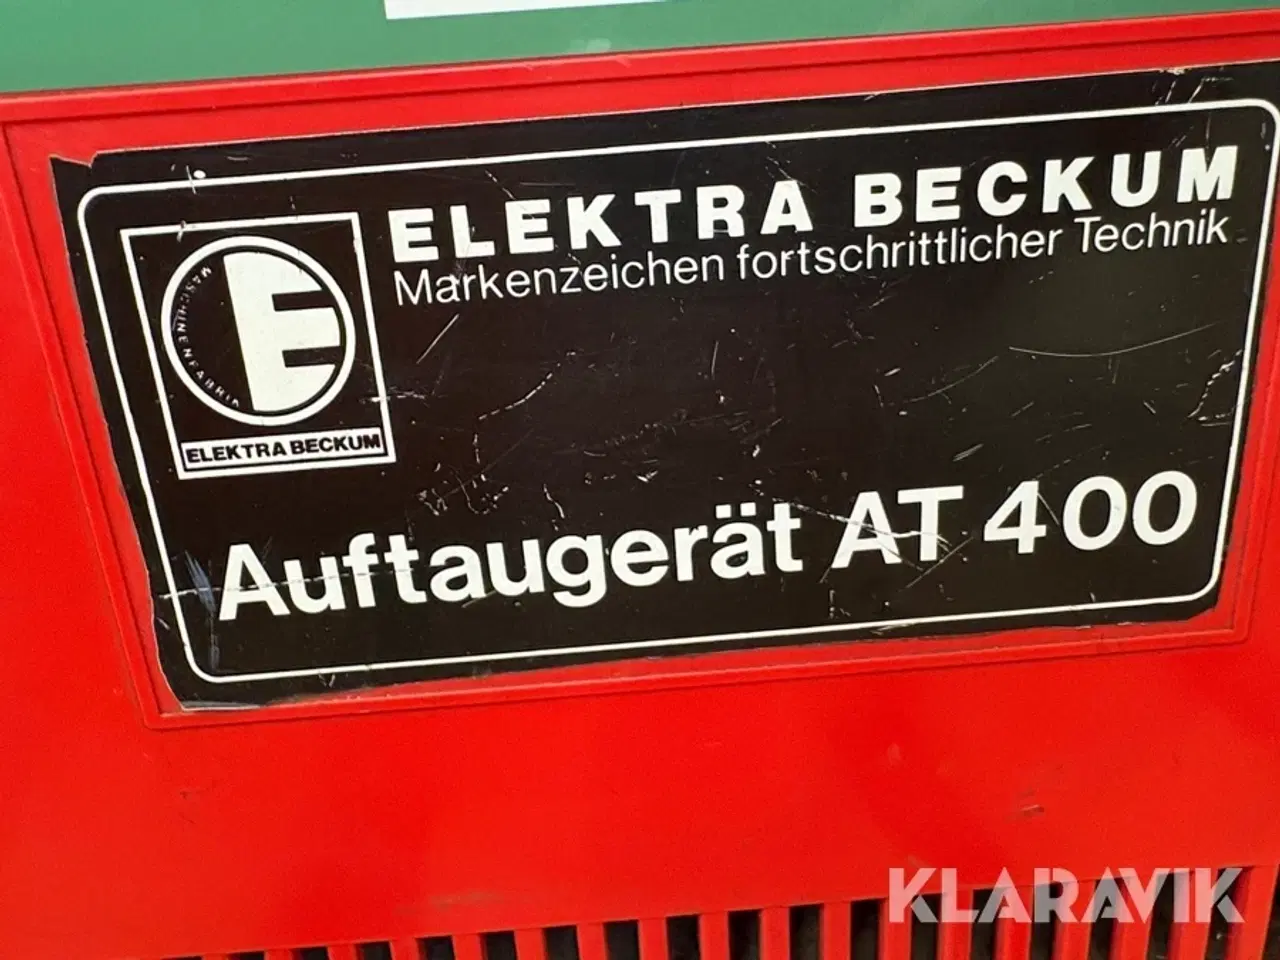 ELEKTRA BECKUM
Markenzeichen fortschrittlicher Technik
MASCHINENFABRIK
E
ELEKTRA BECKUM
Auftaugerät AT 400
KLARAVIK